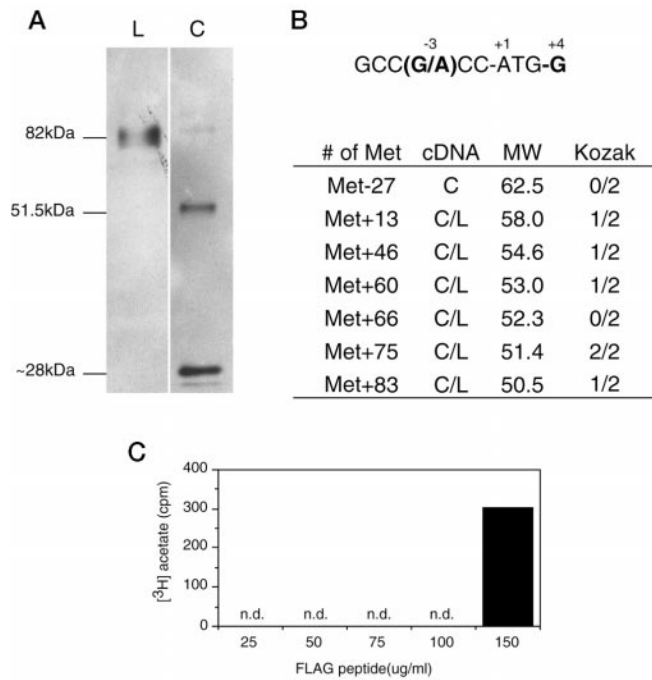 A
L C
82kDa
51.5kDa
~28kDa
B
-3 +1 +4
GCC(G/A)CC-ATG-G
# of Met cDNA MW Kozak
Met-27 C 62.5 0/2
Met+13 C/L 58.0 1/2
Met+46 C/L 54.6 1/2
Met+60 C/L 53.0 1/2
Met+66 C/L 52.3 0/2
Met+75 C/L 51.4 2/2
Met+83 C/L 50.5 1/2
C
[³H] acetate (cpm)
400
300
200
100
0
n.d. n.d. n.d. n.d.
25 50 75 100 150
FLAG peptide(ug/ml)